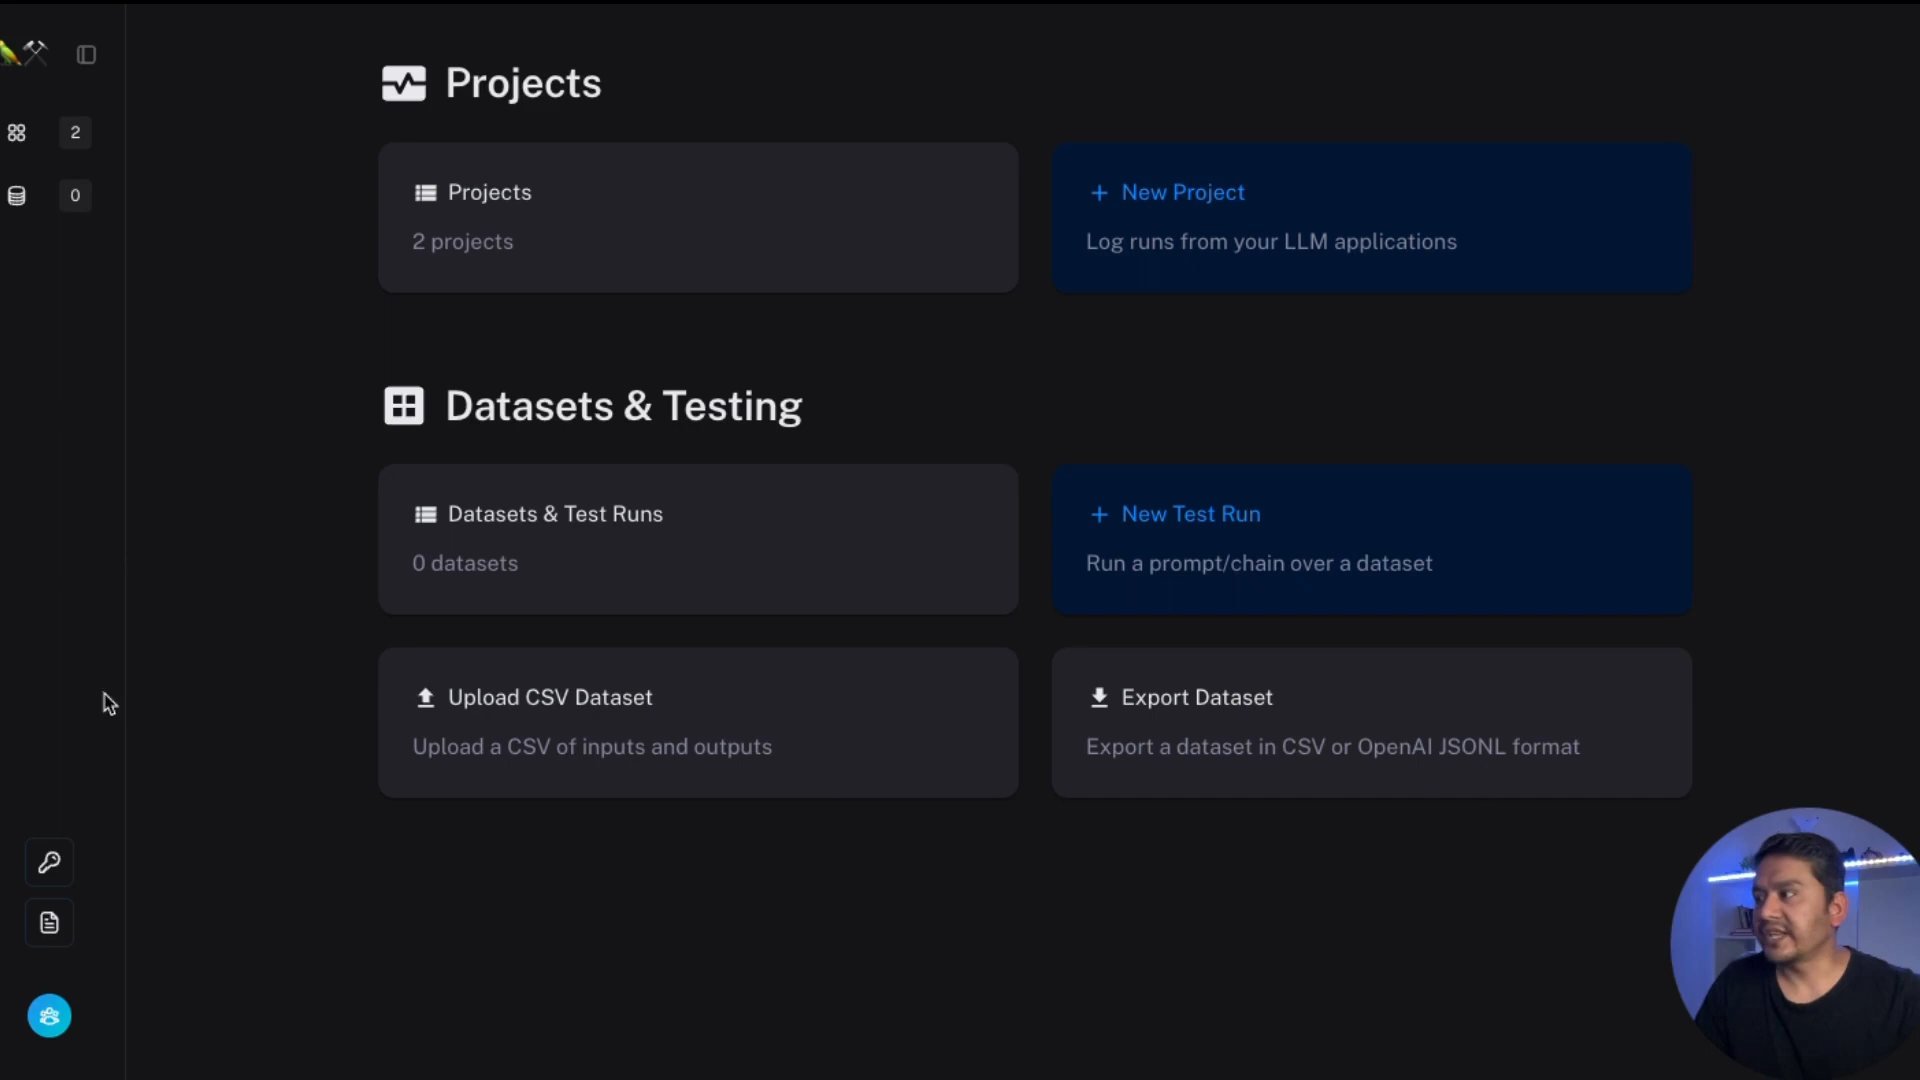 2
0
Projects
Projects
2 projects
New Project
Log runs from your LLM applications
Datasets & Testing
Datasets & Test Runs
0 datasets
New Test Run
Run a prompt/chain over a dataset
Upload CSV Dataset
Upload a CSV of inputs and outputs
Export Dataset
Export a dataset in CSV or OpenAI JSONL format